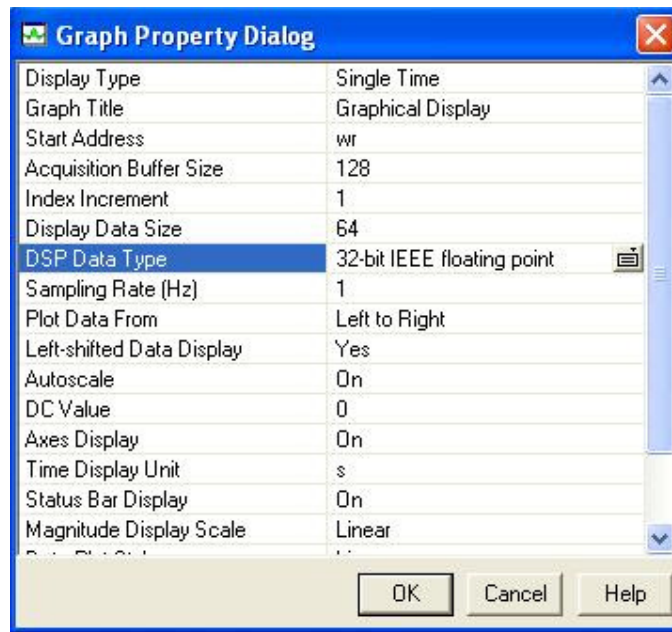 Graph Property Dialog
Display Type Single Time
Graph Title Graphical Display
Start Address wr
Acquisition Buffer Size 128
Index Increment 1
Display Data Size 64
DSP Data Type 32-bit IEEE floating point
Sampling Rate (Hz) 1
Plot Data From Left to Right
Left-shifted Data Display Yes
Autoscale On
DC Value 0
Axes Display On
Time Display Unit s
Status Bar Display On
Magnitude Display Scale Linear
OK Cancel Help